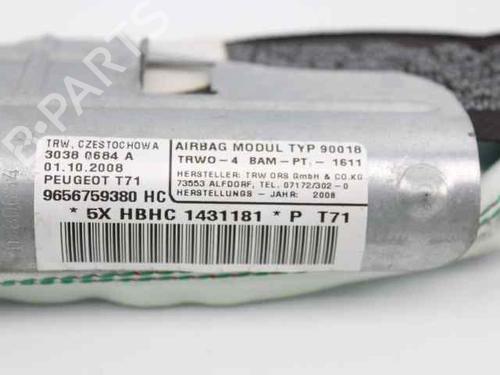 TRW, CZESTOCHOWA
3038 0684 A
01.10.2008
PEUGEOT T71
9656759380 HC
AIRBAG MODUL TYP 90018
TRWO-4 BAM-PT - 1611
HERSTELLER: TRW ORS GmbH & CO.KG
73553 ALFDORF, TEL. 07172/302-0
HERSTELLUNGS - JAHR: 2008
* 5X HBHC 1431181 * P T71